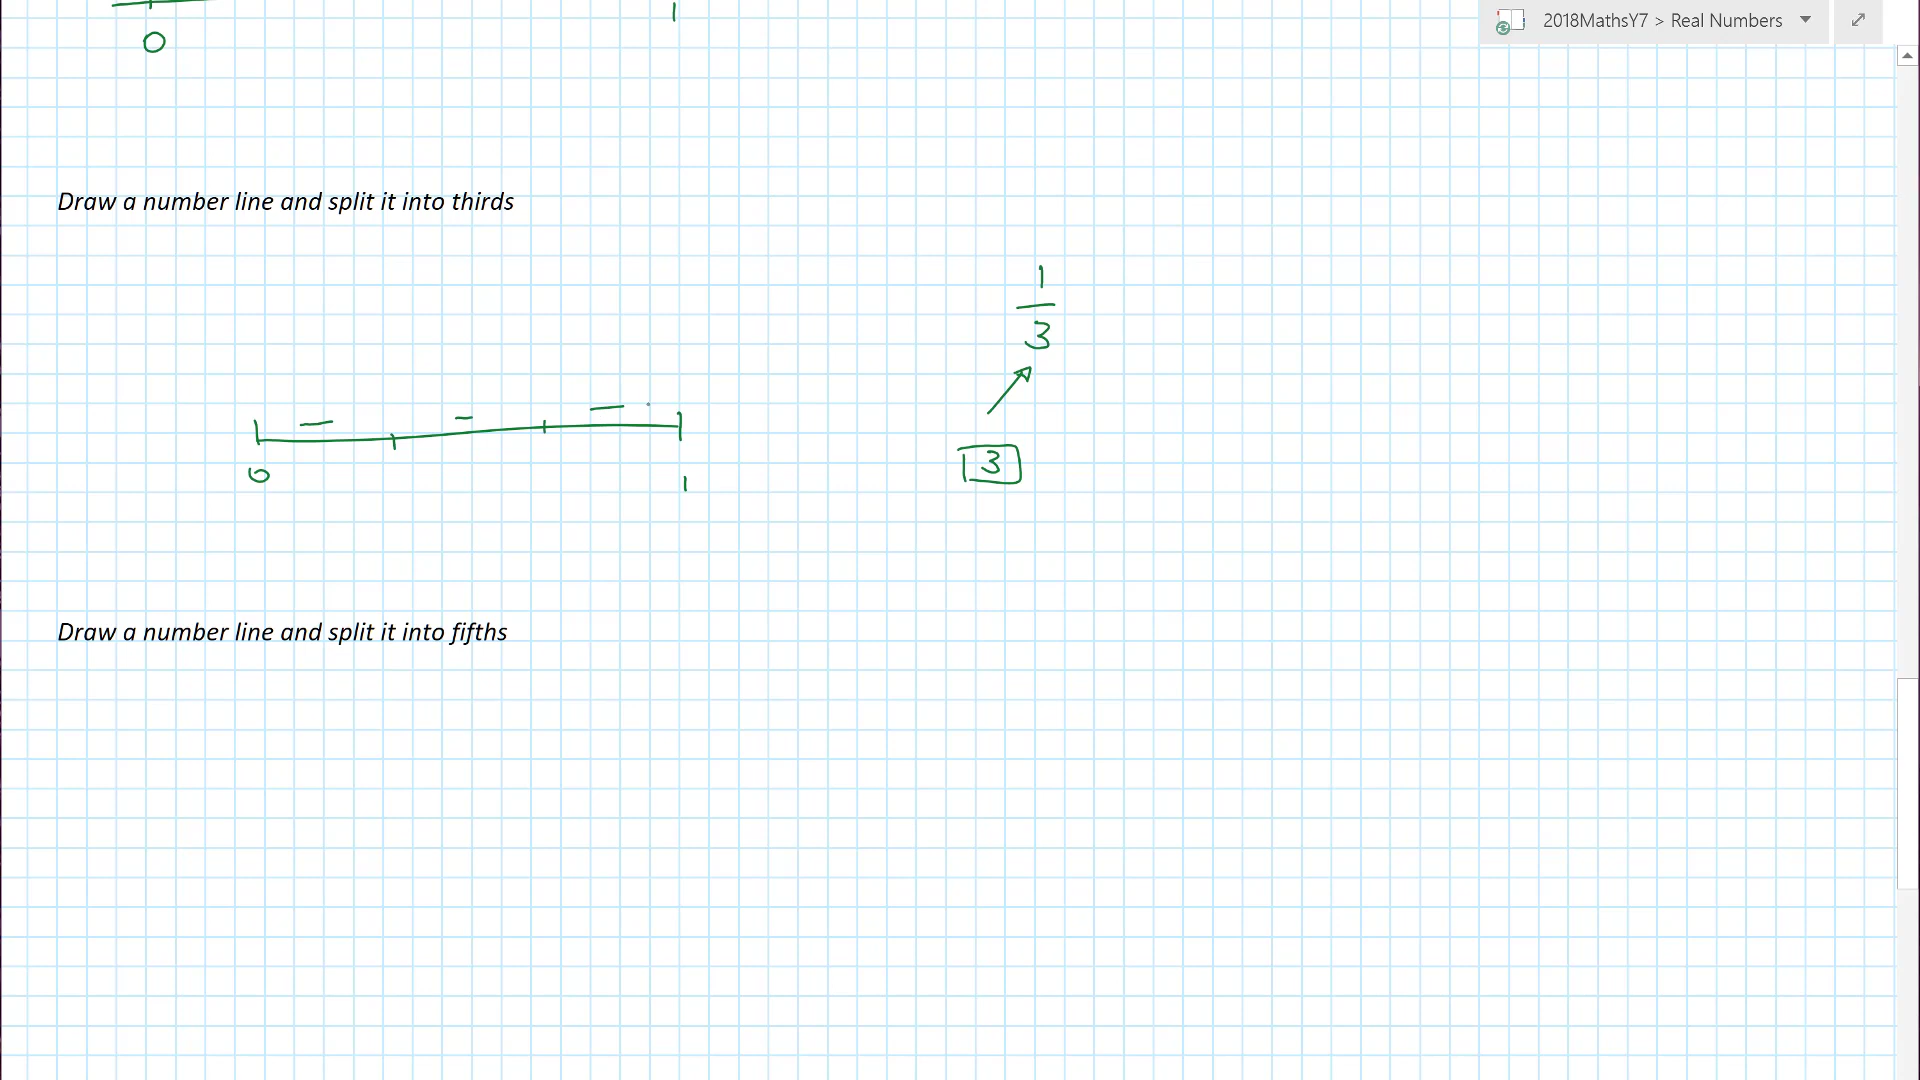 2018MathsY7 > Real Numbers
1
0
Draw a number line and split it into thirds
1
3
0
1
3
Draw a number line and split it into fifths